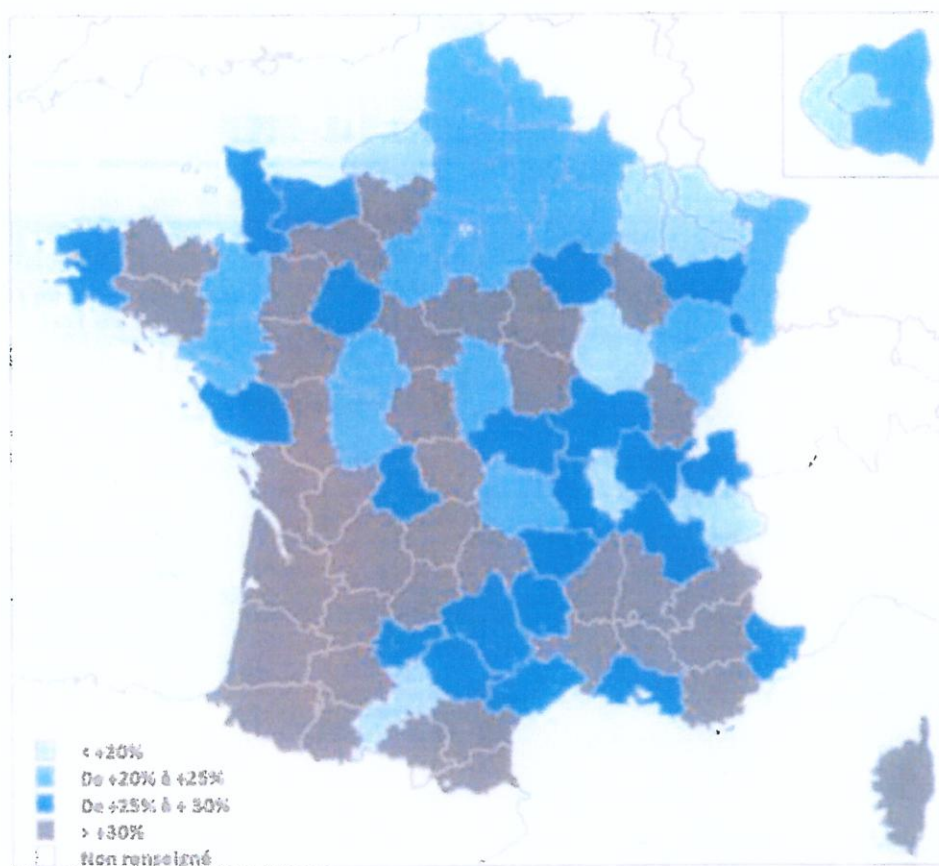 < +20%
De +20% à +25%
De +25% à + 30%
> +30%
Non renseigné